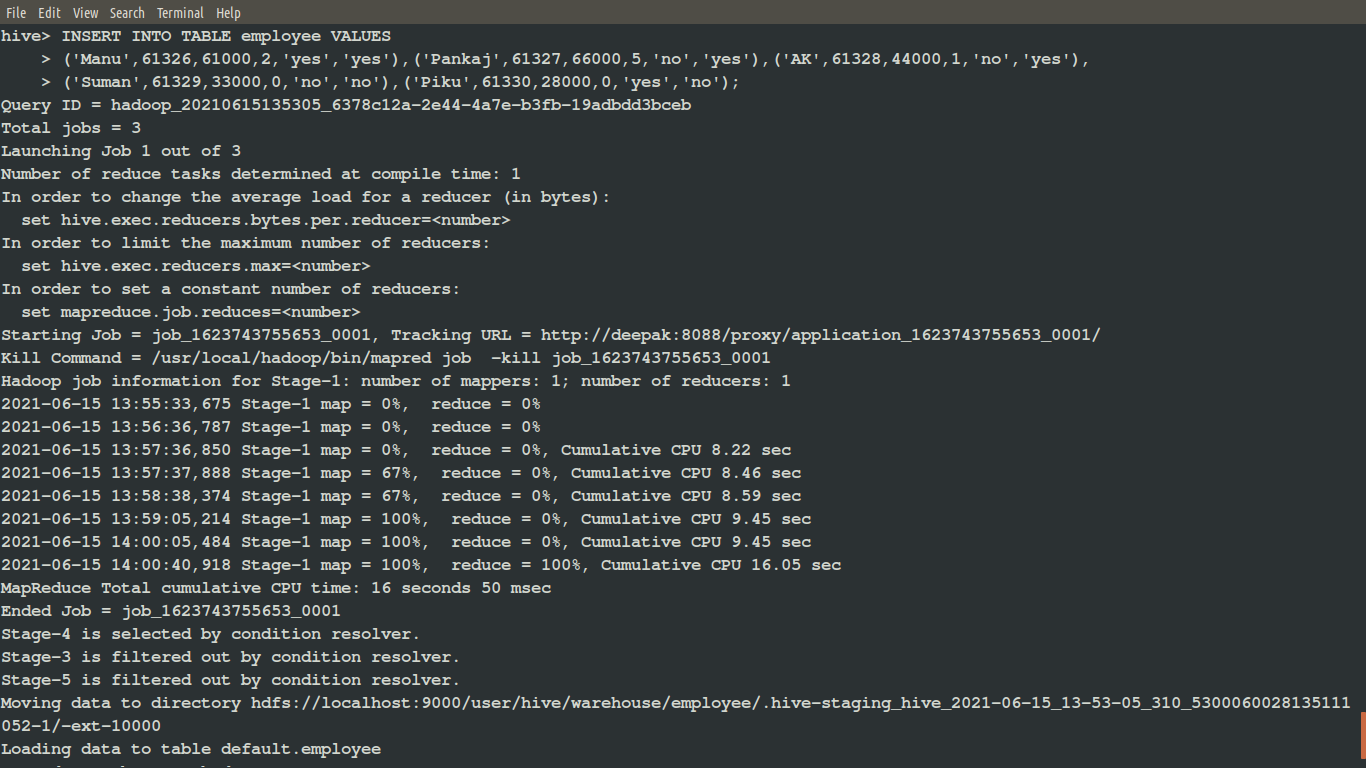 File Edit View Search Terminal Help
hive> INSERT INTO TABLE employee VALUES
    > ('Manu',61326,61000,2,'yes','yes'),('Pankaj',61327,66000,5,'no','yes'),('AK',61328,44000,1,'no','yes'),
    > ('Suman',61329,33000,0,'no','no'),('Piku',61330,28000,0,'yes','no');
Query ID = hadoop_20210615135305_6378c12a-2e44-4a7e-b3fb-19adbdd3bceb
Total jobs = 3
Launching Job 1 out of 3
Number of reduce tasks determined at compile time: 1
In order to change the average load for a reducer (in bytes):
  set hive.exec.reducers.bytes.per.reducer=<number>
In order to limit the maximum number of reducers:
  set hive.exec.reducers.max=<number>
In order to set a constant number of reducers:
  set mapreduce.job.reduces=<number>
Starting Job = job_1623743755653_0001, Tracking URL = http://deepak:8088/proxy/application_1623743755653_0001/
Kill Command = /usr/local/hadoop/bin/mapred job  -kill job_1623743755653_0001
Hadoop job information for Stage-1: number of mappers: 1; number of reducers: 1
2021-06-15 13:55:33,675 Stage-1 map = 0%,  reduce = 0%
2021-06-15 13:56:36,787 Stage-1 map = 0%,  reduce = 0%
2021-06-15 13:57:36,850 Stage-1 map = 0%,  reduce = 0%, Cumulative CPU 8.22 sec
2021-06-15 13:57:37,888 Stage-1 map = 67%,  reduce = 0%, Cumulative CPU 8.46 sec
2021-06-15 13:58:38,374 Stage-1 map = 67%,  reduce = 0%, Cumulative CPU 8.59 sec
2021-06-15 13:59:05,214 Stage-1 map = 100%,  reduce = 0%, Cumulative CPU 9.45 sec
2021-06-15 14:00:05,484 Stage-1 map = 100%,  reduce = 0%, Cumulative CPU 9.45 sec
2021-06-15 14:00:40,918 Stage-1 map = 100%,  reduce = 100%, Cumulative CPU 16.05 sec
MapReduce Total cumulative CPU time: 16 seconds 50 msec
Ended Job = job_1623743755653_0001
Stage-4 is selected by condition resolver.
Stage-3 is filtered out by condition resolver.
Stage-5 is filtered out by condition resolver.
Moving data to directory hdfs://localhost:9000/user/hive/warehouse/employee/.hive-staging_hive_2021-06-15_13-53-05_310_5300060028135111
052-1/-ext-10000
Loading data to table default.employee